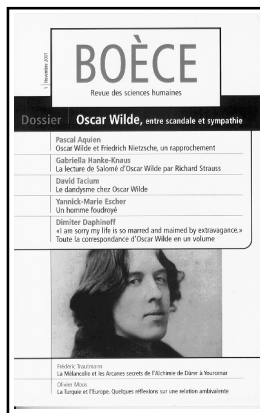 1 | Novembre 2001
BOÈCE
Revue des sciences humaines
Dossier Oscar Wilde, entre scandale et sympathie
Pascal Aquien
Oscar Wilde et Friedrich Nietzsche, un rapprochement
Gabriella Hanke-Knaus
La lecture de Salomé d'Oscar Wilde par Richard Strauss
David Tacium
Le dandysme chez Oscar Wilde
Yannick-Marie Escher
Un homme foudroyé
Dimiter Daphinoff
«I am sorry my life is so marred and maimed by extravagance.»
Toute la correspondance d'Oscar Wilde en un volume
Frédéric Trautmann
La Mélancolie et les Arcanes secrets de l'Alchimie de Dürer à Yourcenar
Olivier Moos
La Turquie et l'Europe. Quelques réflexions sur une relation ambivalente